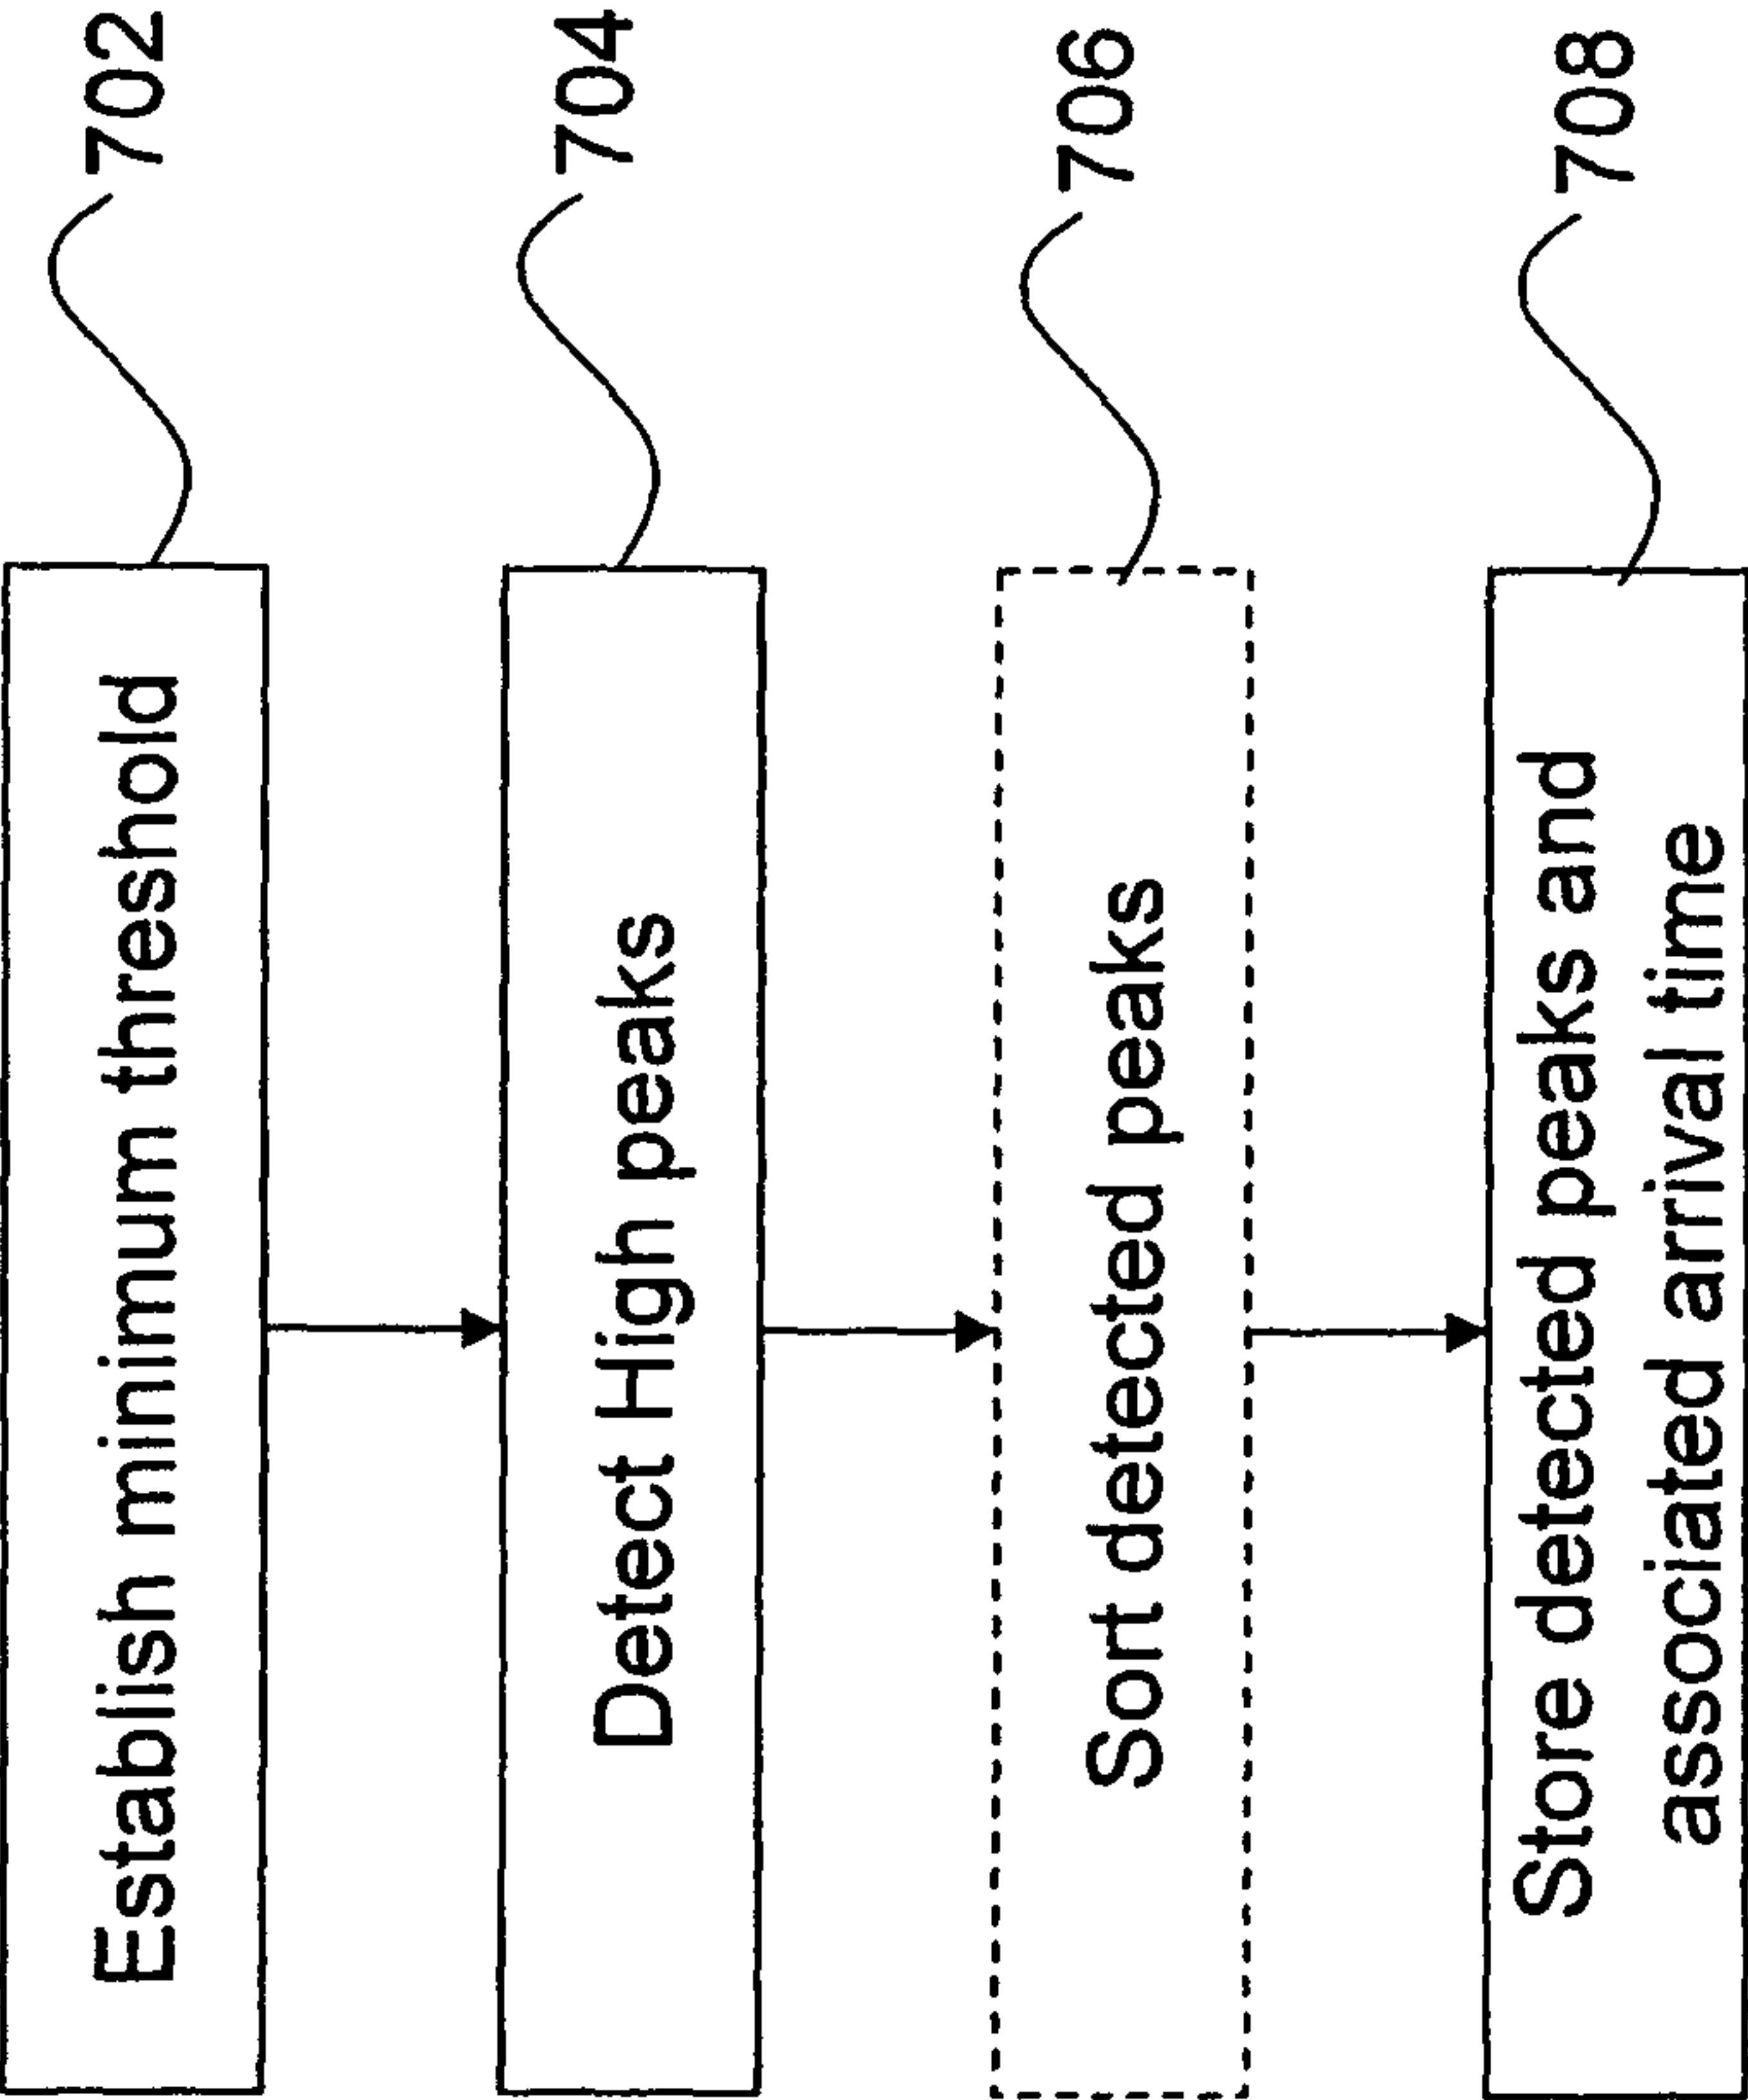 Establish minimum threshold
702
Detect High peaks
704
Sort detected peaks
706
Store detected peaks and
associated arrival time
708